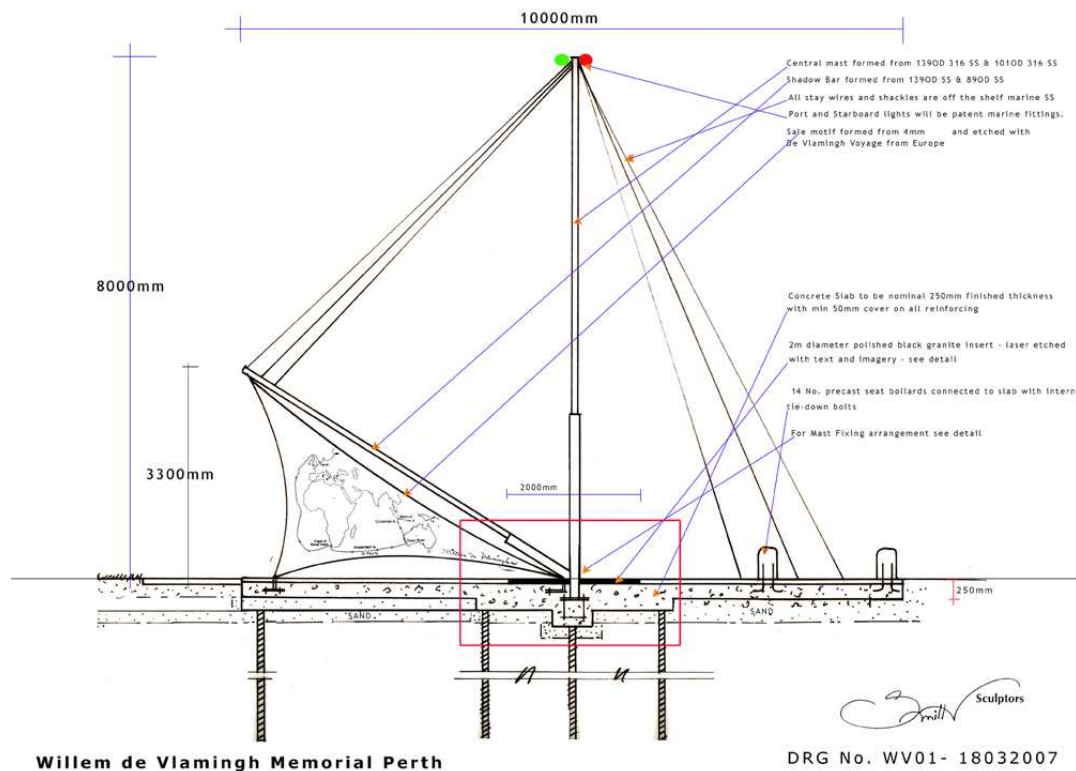 10000mm
Central mast formed from 139OD 316 SS & 101OD 316 SS
Shadow Bar formed from 139OD SS & 89OD SS
All stay wires and shackles are off the shelf marine SS
Port and Starboard lights will be patent marine fittings.
Sale motif formed from 4mm and etched with
De Vlamingh Voyage from Europe
8000mm
Concrete Slab to be nominal 250mm finished thickness
with min 50mm cover on all reinforcing
2m diameter polished black granite insert - laser etched
with text and imagery - see detail
14 No. precast seat bollards connected to slab with intern
tie-down bolts
For Mast Fixing arrangement see detail
3300mm
2000mm
Willem de Vlamingh
250mm
SAND.
SAND
Smith Sculptors
Willem de Vlamingh Memorial Perth
DRG No. WV01- 18032007